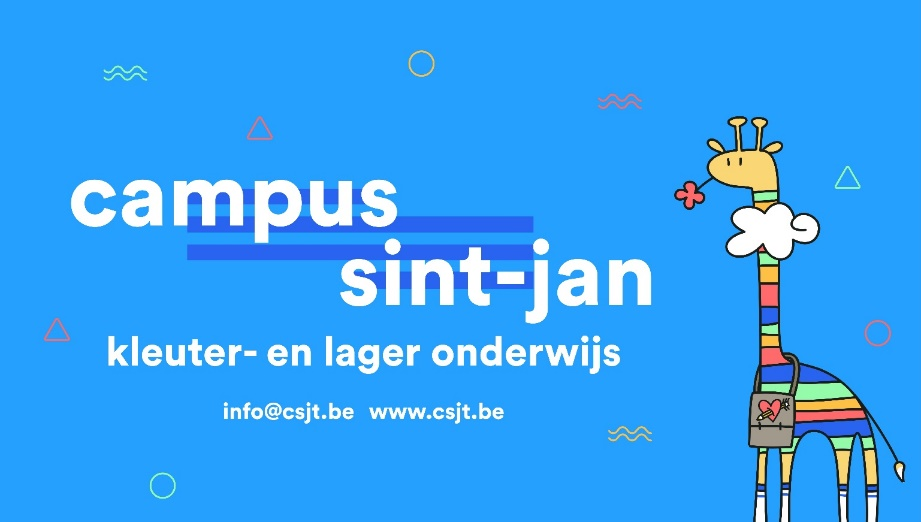 campus
sint-jan
kleuter- en lager onderwijs
info@csjt.be www.csjt.be